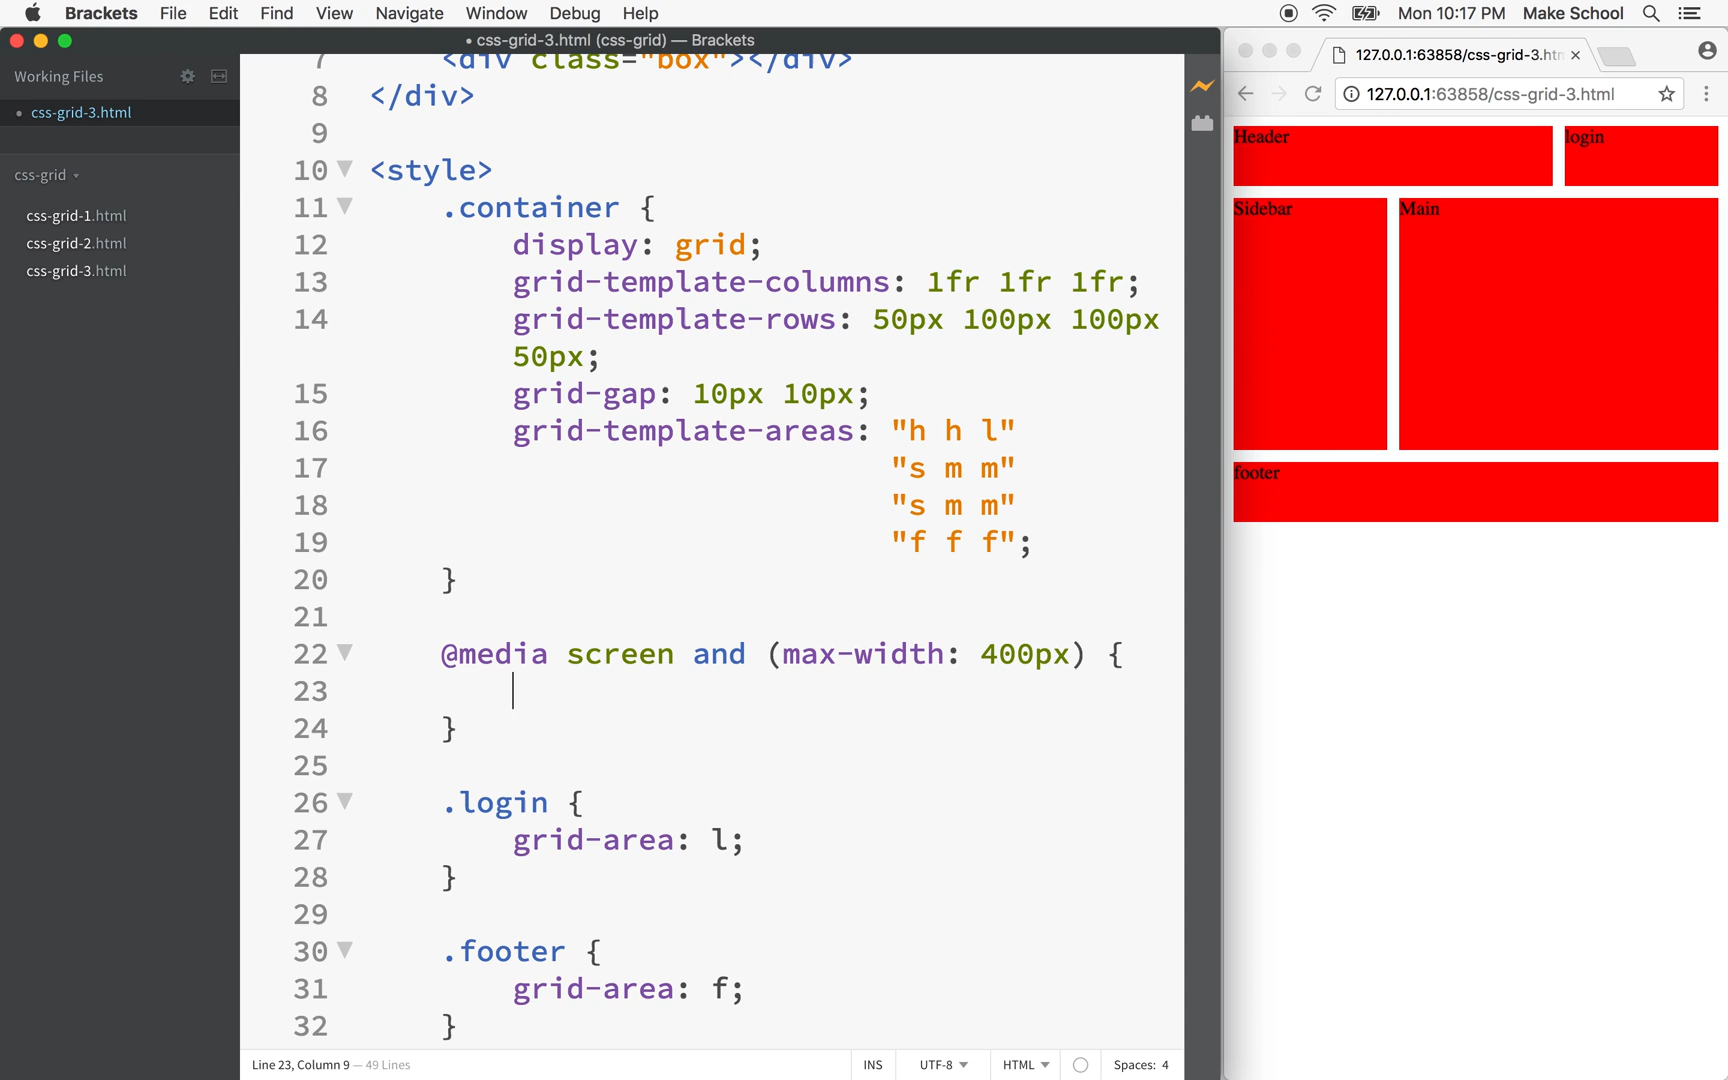 Brackets File Edit Find View Navigate Window Debug Help Mon 10:17 PM Make School
• css-grid-3.html (css-grid) — Brackets
Working Files
• css-grid-3.html
css-grid
css-grid-1.html
css-grid-2.html
css-grid-3.html
7 <div class="box"></div>
8 </div>
9
10 <style>
11 .container {
12 display: grid;
13 grid-template-columns: 1fr 1fr 1fr;
14 grid-template-rows: 50px 100px 100px
50px;
15 grid-gap: 10px 10px;
16 grid-template-areas: "h h l"
17 "s m m"
18 "s m m"
19 "f f f";
20 }
21
22 @media screen and (max-width: 400px) {
23
24 }
25
26 .login {
27 grid-area: l;
28 }
29
30 .footer {
31 grid-area: f;
32 }
Line 23, Column 9 — 49 Lines INS UTF-8 HTML Spaces: 4
127.0.0.1:63858/css-grid-3.htm
127.0.0.1:63858/css-grid-3.html
Header login
Sidebar Main
footer